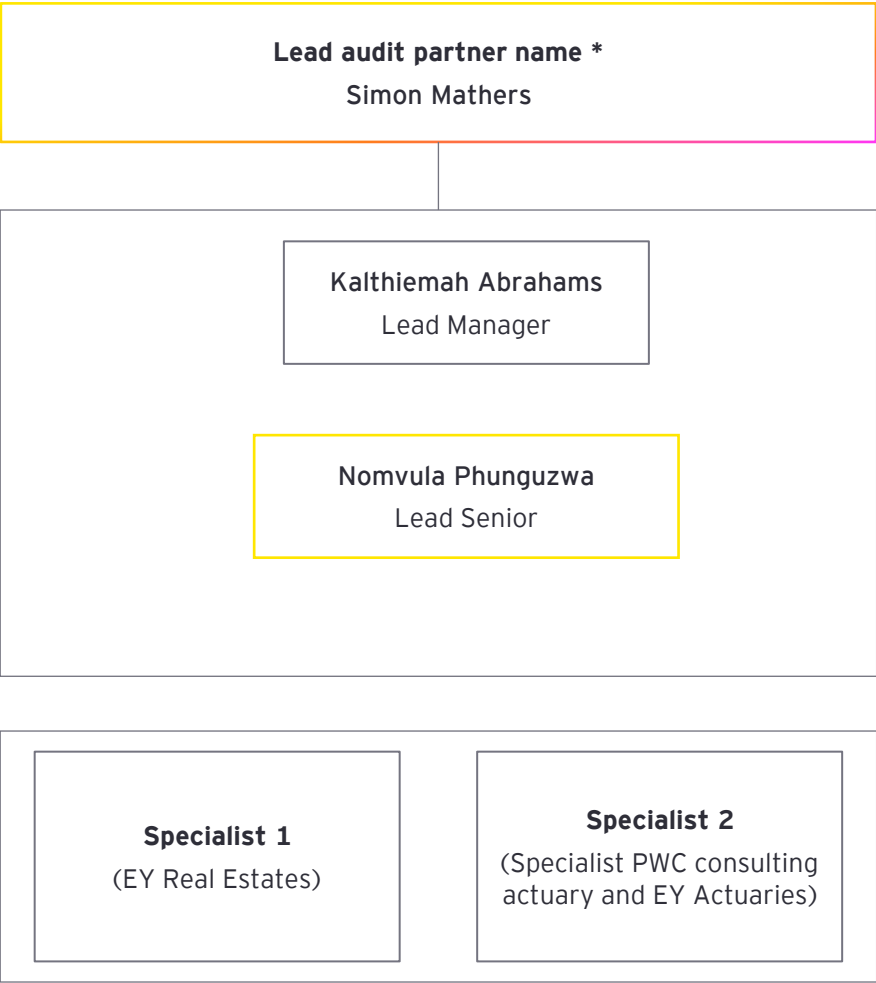 Lead audit partner name *
Simon Mathers
Kalthiemah Abrahams
Lead Manager
Nomvula Phunguzwa
Lead Senior
Specialist 1
(EY Real Estates)
Specialist 2
(Specialist PWC consulting
actuary and EY Actuaries)